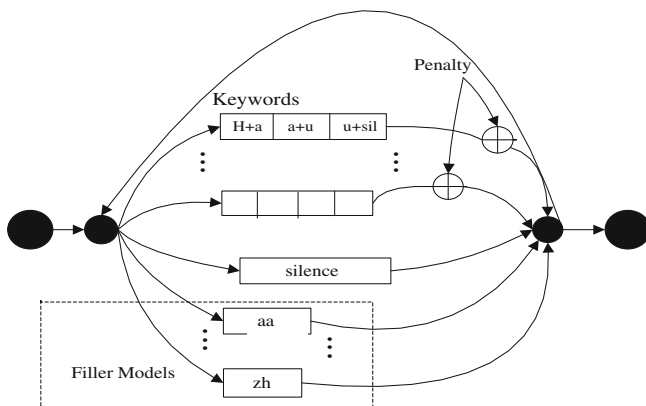 Penalty
Keywords
H+a a+u u+sil
silence
aa
Filler Models
zh